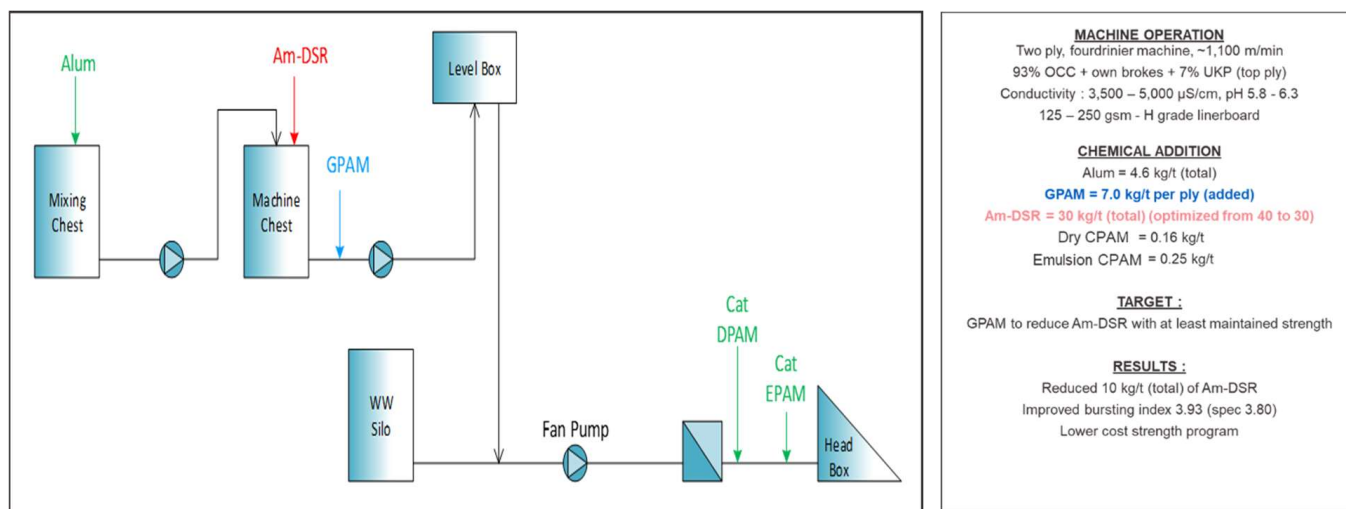 Alum
Am-DSR
Level Box
GPAM
Mixing
Chest
Machine
Chest
Cat
DPAM
Cat
EPAM
WW
Silo
Fan Pump
Head
Box
MACHINE OPERATION
Two ply, fourdrinier machine, ~1,100 m/min
93% OCC + own brokes + 7% UKP (top ply)
Conductivity : 3,500 – 5,000 µS/cm, pH 5.8 - 6.3
125 – 250 gsm - H grade linerboard
CHEMICAL ADDITION
Alum = 4.6 kg/t (total)
GPAM = 7.0 kg/t per ply (added)
Am-DSR = 30 kg/t (total) (optimized from 40 to 30)
Dry CPAM = 0.16 kg/t
Emulsion CPAM = 0.25 kg/t
TARGET :
GPAM to reduce Am-DSR with at least maintained strength
RESULTS :
Reduced 10 kg/t (total) of Am-DSR
Improved bursting index 3.93 (spec 3.80)
Lower cost strength program